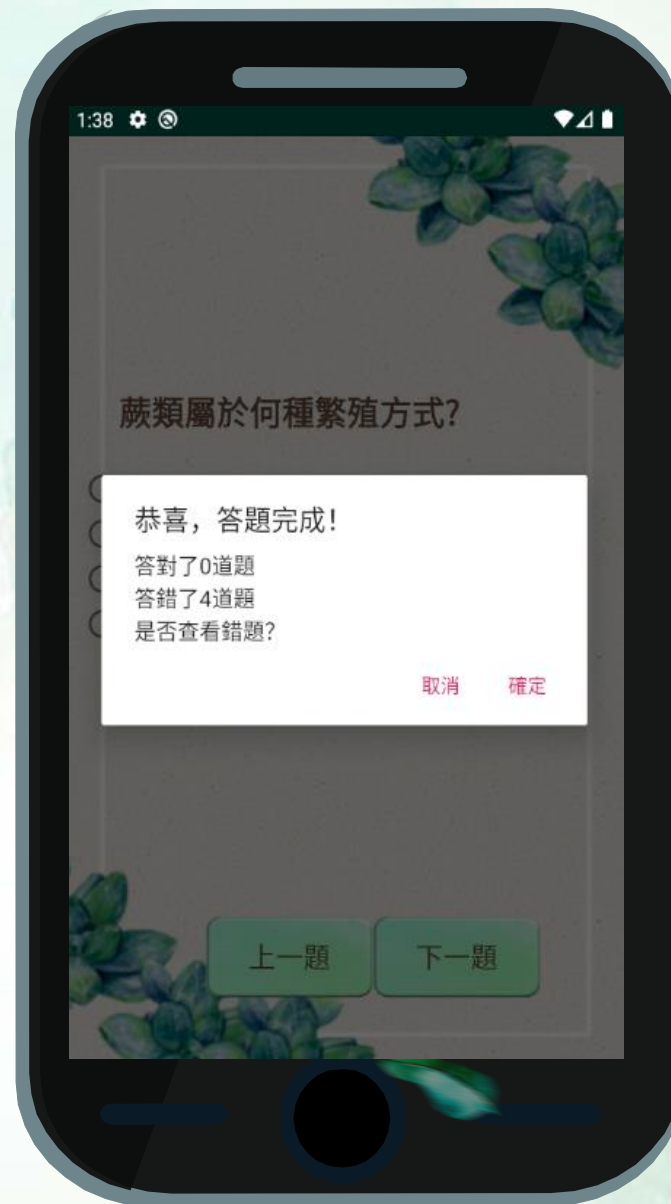 1:38
蕨類屬於何種繁殖方式?
恭喜，答題完成!
答對了0道題
答錯了4道題
是否查看錯題?
取消 確定
上一題 下一題